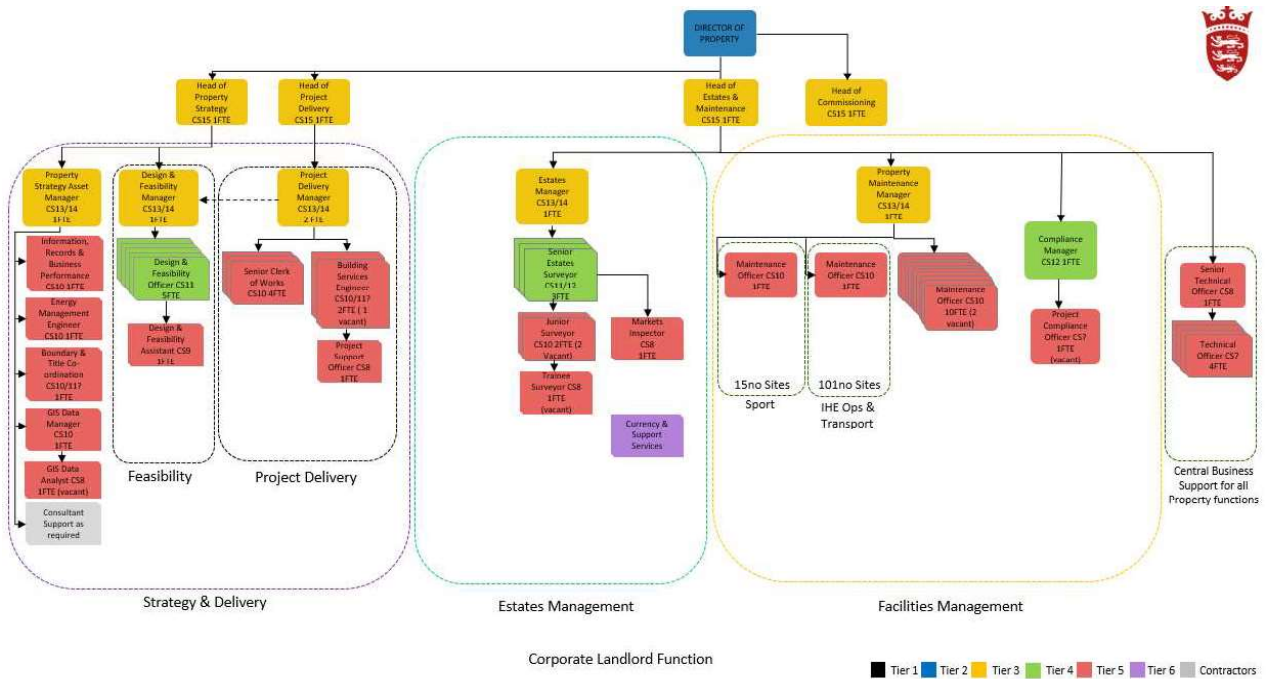 DIRECTOR OF
PROPERTY
Head of
Property
Strategy
CS15 1FTE
Head of
Project
Delivery
CS15 1FTE
Head of
Estates &
Maintenance
CS15 1FTE
Head of
Commissioning
CS15 1FTE
Property
Strategy Asset
Manager
CS13/14
1FTE
Design &
Feasibility
Manager
CS13/14
1FTE
Project
Delivery
Manager
CS13/14
2 FTE
Estates
Manager
CS13/14
1FTE
Property
Maintenance
Manager
CS13/14
1FTE
Information,
Records &
Business
Performance
CS10 1FTE
Energy
Management
Engineer
CS10 1FTE
Boundary &
Title Co-
ordination
CS10/11?
1FTE
GIS Data
Manager
CS10
1FTE
GIS Data
Analyst CS8
1FTE (vacant)
Consultant
Support as
required
Design &
Feasibility
Officer CS11
5FTE
Design &
Feasibility
Assistant CS9
1FTE
Feasibility
Senior Clerk
of Works
CS10 4FTE
Building
Services
Engineer
CS10/11?
2FTE ( 1
vacant)
Project
Support
Officer CS8
1FTE
Project Delivery
Senior
Estates
Surveyor
CS11/12
3FTE
Junior
Surveyor
CS10 2FTE (2
Vacant)
Trainee
Surveyor CS8
1FTE
(vacant)
Markets
Inspector
CS8
1FTE
Currency &
Support
Services
Maintenance
Officer CS10
1FTE
15no Sites
Sport
Maintenance
Officer CS10
1FTE
101no Sites
IHE Ops &
Transport
Maintenance
Officer CS10
10FTE (2
vacant)
Compliance
Manager
CS12 1FTE
Project
Compliance
Officer CS7
1FTE
(vacant)
Senior
Technical
Officer CS8
1FTE
Technical
Officer CS7
4FTE
Central Business
Support for all
Property functions
Strategy & Delivery
Estates Management
Facilities Management
Corporate Landlord Function
Tier 1 Tier 2 Tier 3 Tier 4 Tier 5 Tier 6 Contractors